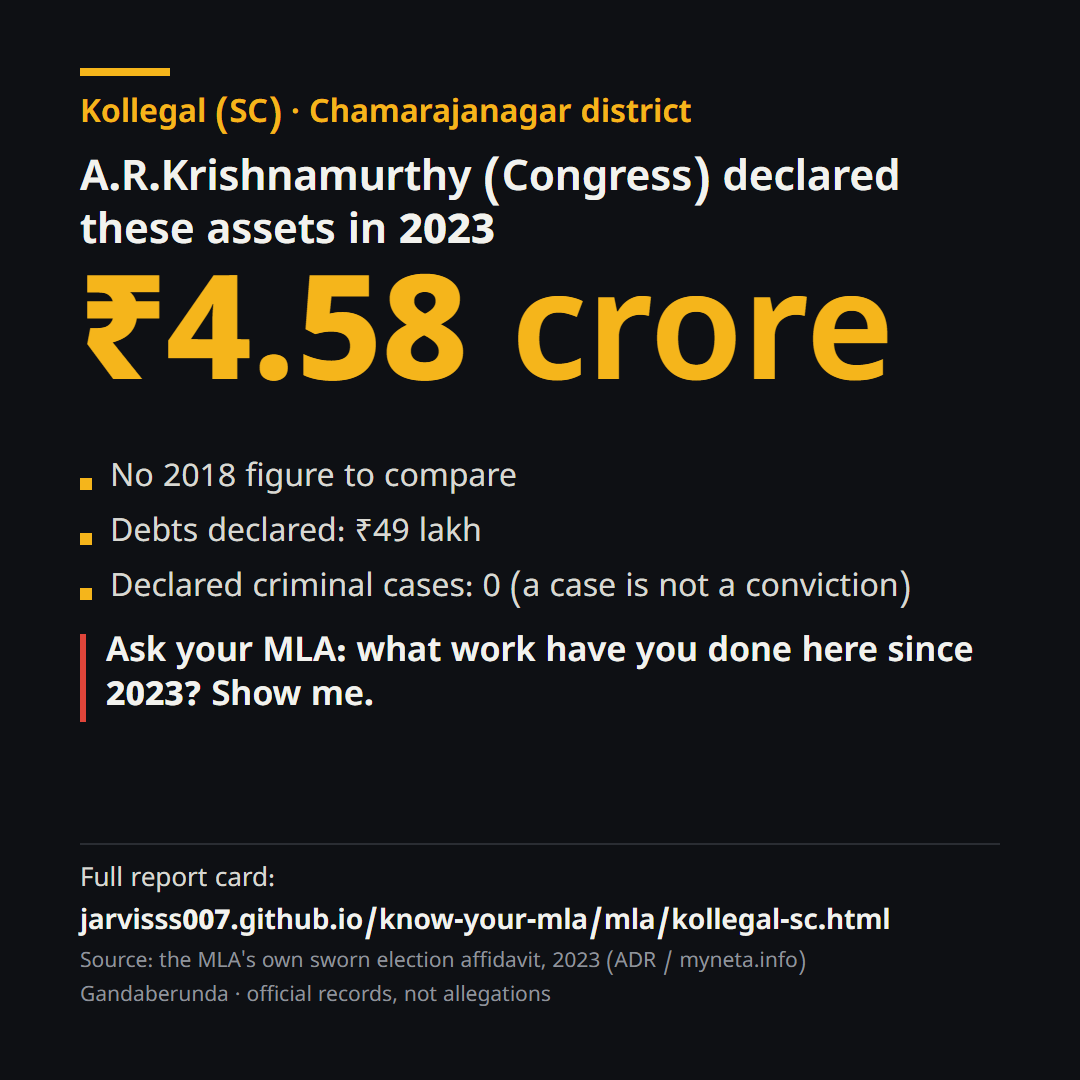 Kollegal (SC) · Chamarajanagar district
A.R.Krishnamurthy (Congress) declared
these assets in 2023
₹4.58 crore
No 2018 figure to compare
Debts declared: ₹49 lakh
Declared criminal cases: 0 (a case is not a conviction)
Ask your MLA: what work have you done here since
2023? Show me.
Full report card:
jarvisss007.github.io/know-your-mla/mla/kollegal-sc.html
Source: the MLA's own sworn election affidavit, 2023 (ADR / myneta.info)
Gandaberunda · official records, not allegations